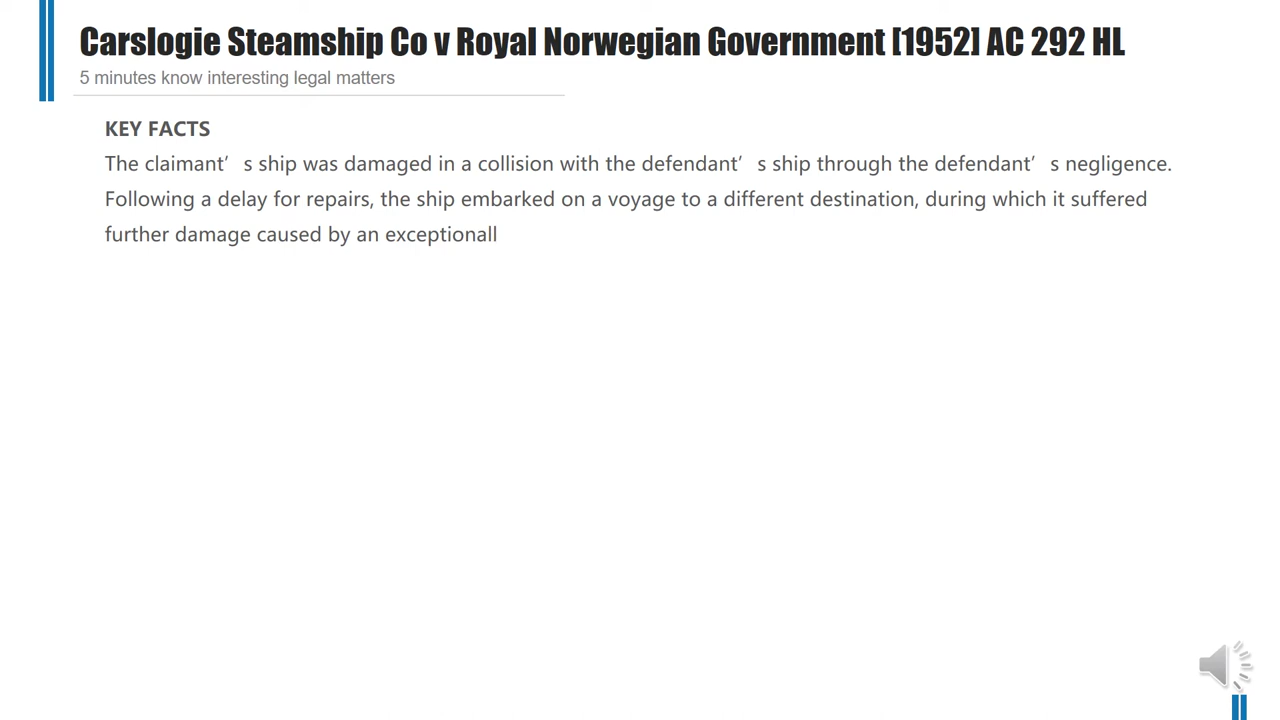 Carslogie Steamship Co v Royal Norwegian Government [1952] AC 292 HL
5 minutes know interesting legal matters
KEY FACTS
The claimant’s ship was damaged in a collision with the defendant’s ship through the defendant’s negligence.
Following a delay for repairs, the ship embarked on a voyage to a different destination, during which it suffered
further damage caused by an exceptionall